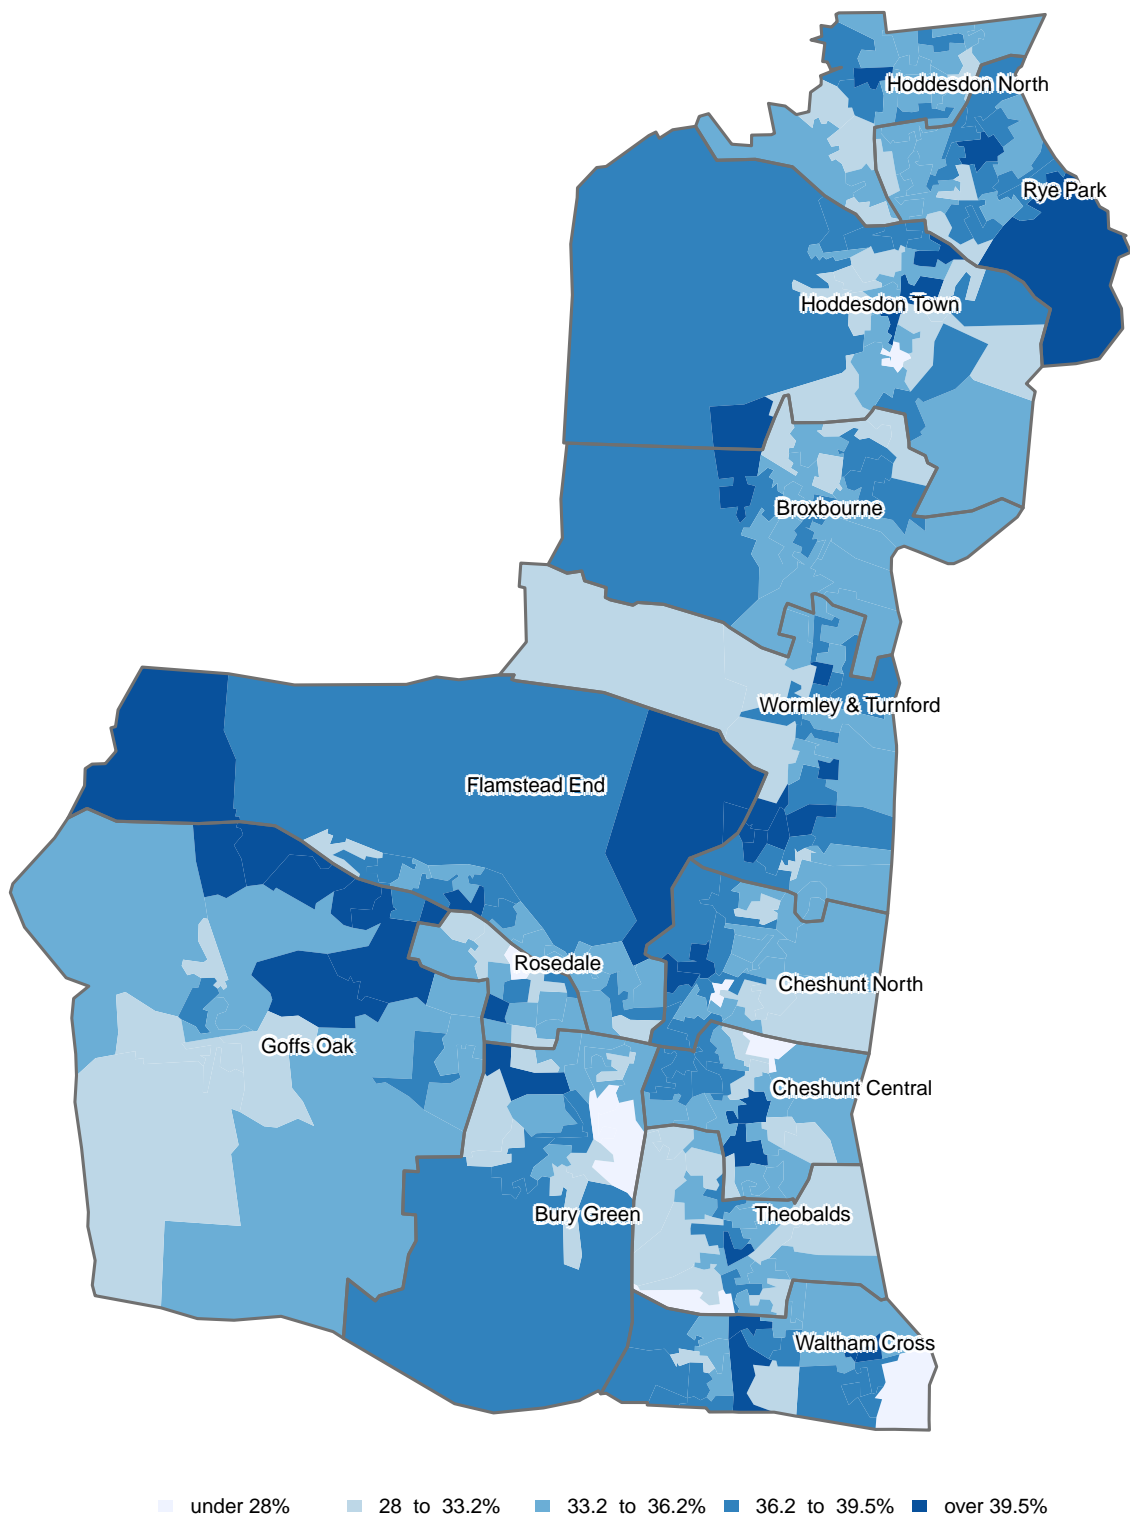 Hoddesdon North
Rye Park
Hoddesdon Town
Broxbourne
Wormley & Turnford
Flamstead End
Rosedale
Cheshunt North
Goffs Oak
Cheshunt Central
Bury Green
Theobalds
Waltham Cross
under 28% 28 to 33.2% 33.2 to 36.2% 36.2 to 39.5% over 39.5%